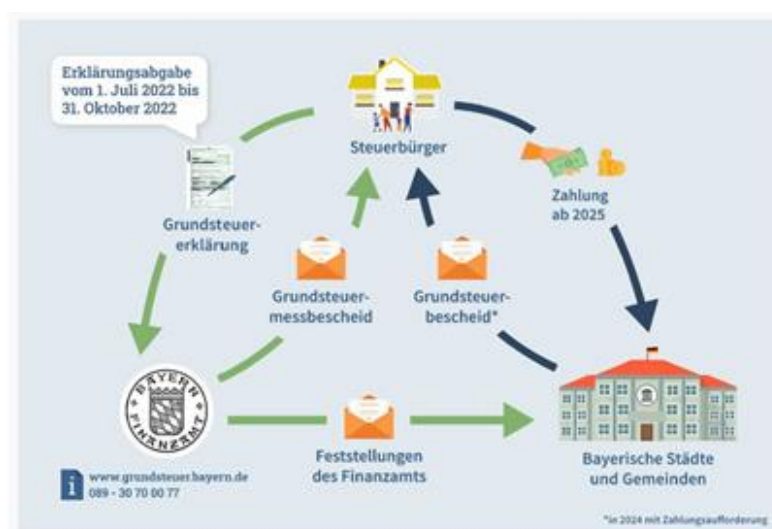 Erklärungsabgabe
vom 1. Juli 2022 bis
31. Oktober 2022
Steuerbürger
Grundsteuer-
erklärung
Zahlung
ab 2025
Grundsteuer-
messbescheid
Grundsteuer-
bescheid*
BAYERN
FINANZAMT
Feststellungen
des Finanzamts
Bayerische Städte
und Gemeinden
i
www.grundsteuer.bayern.de
089 - 30 70 00 77
*in 2024 mit Zahlungsaufforderung